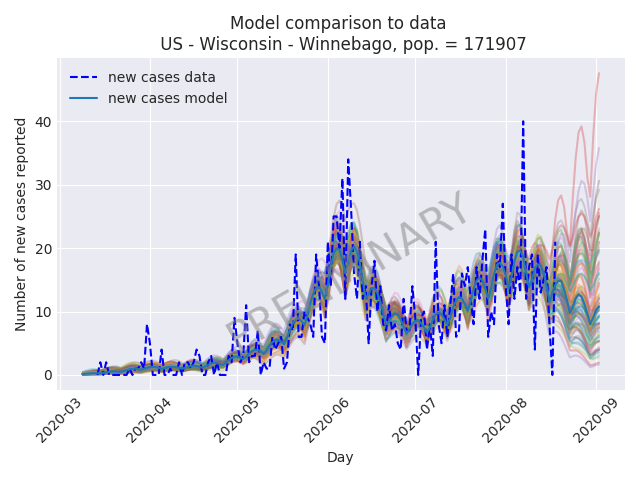 Model comparison to data
US - Wisconsin - Winnebago, pop. = 171907
new cases data
new cases model
PRELIMINARY
Number of new cases reported
40
30
20
10
0
2020-03
2020-04
2020-05
2020-06
2020-07
2020-08
2020-09
Day